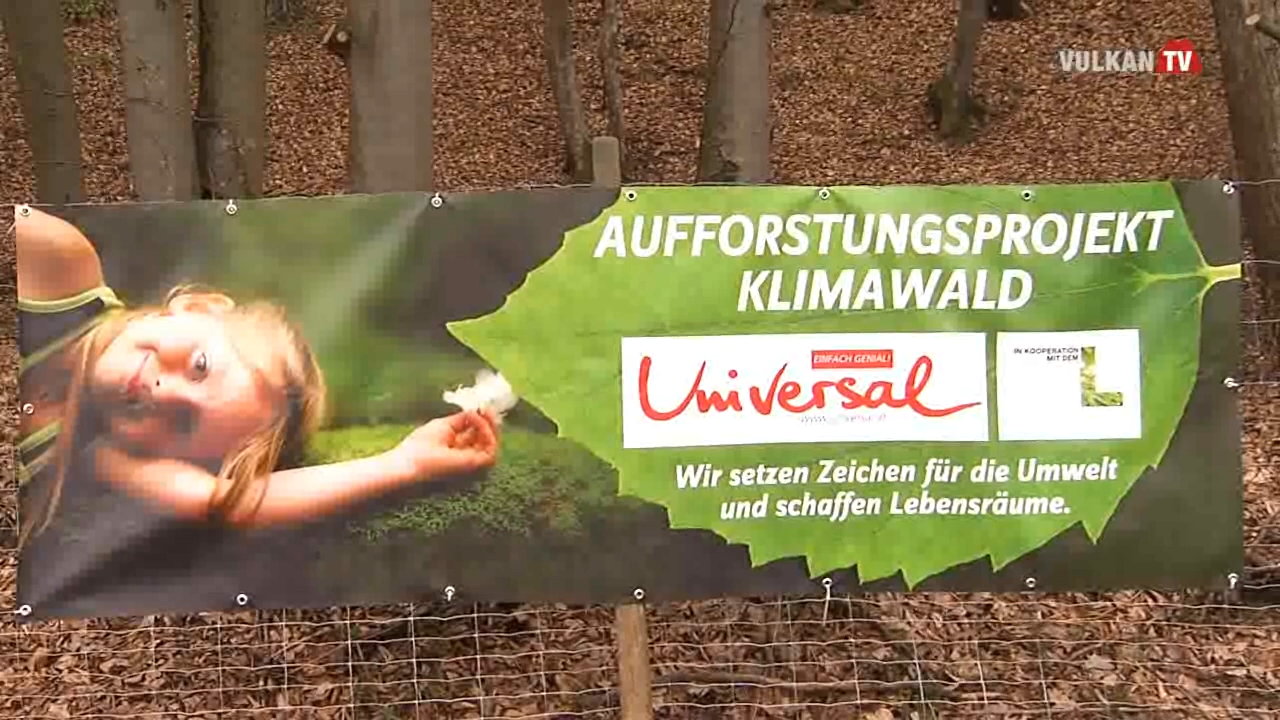 VULKAN TV
AUFFORSTUNGSPROJEKT
KLIMAWALD
EINFACH GENIAL!
Universal
IN KOOPERATION
MIT DEM
L
Wir setzen Zeichen für die Umwelt
und schaffen Lebensräume.